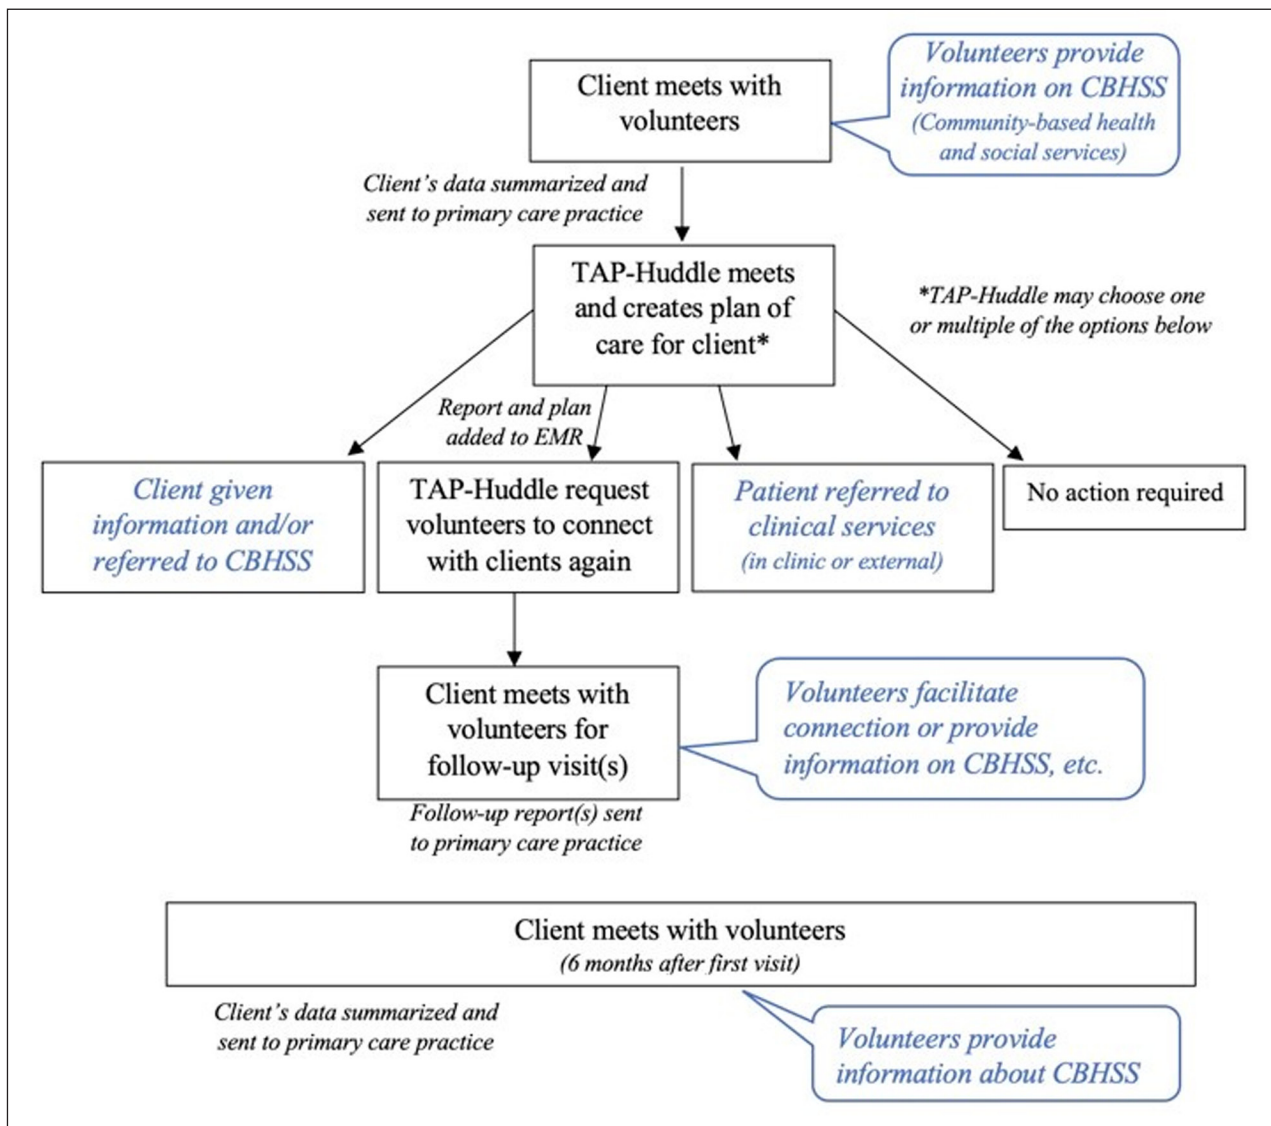 Client meets with
volunteers
Volunteers provide
information on CBHSS
(Community-based health
and social services)
Client's data summarized and
sent to primary care practice
TAP-Huddle meets
and creates plan of
care for client*
*TAP-Huddle may choose one
or multiple of the options below
Report and plan
added to EMR
Client given
information and/or
referred to CBHSS
TAP-Huddle request
volunteers to connect
with clients again
Patient referred to
clinical services
(in clinic or external)
No action required
Client meets with
volunteers for
follow-up visit(s)
Volunteers facilitate
connection or provide
information on CBHSS, etc.
Follow-up report(s) sent
to primary care practice
Client meets with volunteers
(6 months after first visit)
Client's data summarized and
sent to primary care practice
Volunteers provide
information about CBHSS